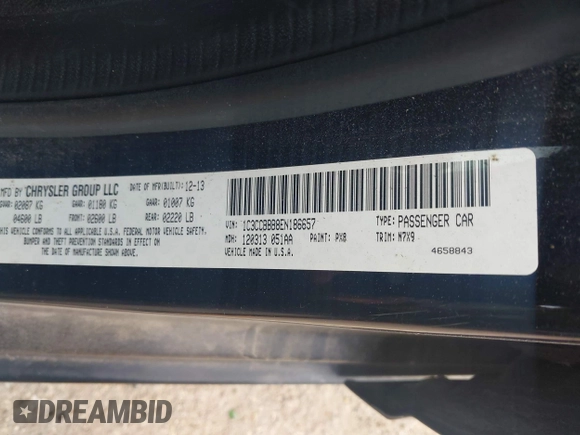 MFD BY CHRYSLER GROUP LLC DATE OF MFR(BUILT): 12-13
GVWR: 02087 KG GAWR: 01180 KG GAWR: 01007 KG
04600 LB FRONT: 02600 LB REAR: 02220 LB
THIS VEHICLE CONFORMS TO ALL APPLICABLE U.S.A. FEDERAL MOTOR VEHICLE SAFETY,
BUMPER AND THEFT PREVENTION STANDARDS IN EFFECT ON
THE DATE OF MANUFACTURE SHOWN ABOVE.
VIN: 1C3CCBBB8EN186657 TYPE: PASSENGER CAR
MDH: 120313 051AA PAINT: PX8 TRIM: N7X9
VEHICLE MADE IN U.S.A. 4658843
DREAMBID